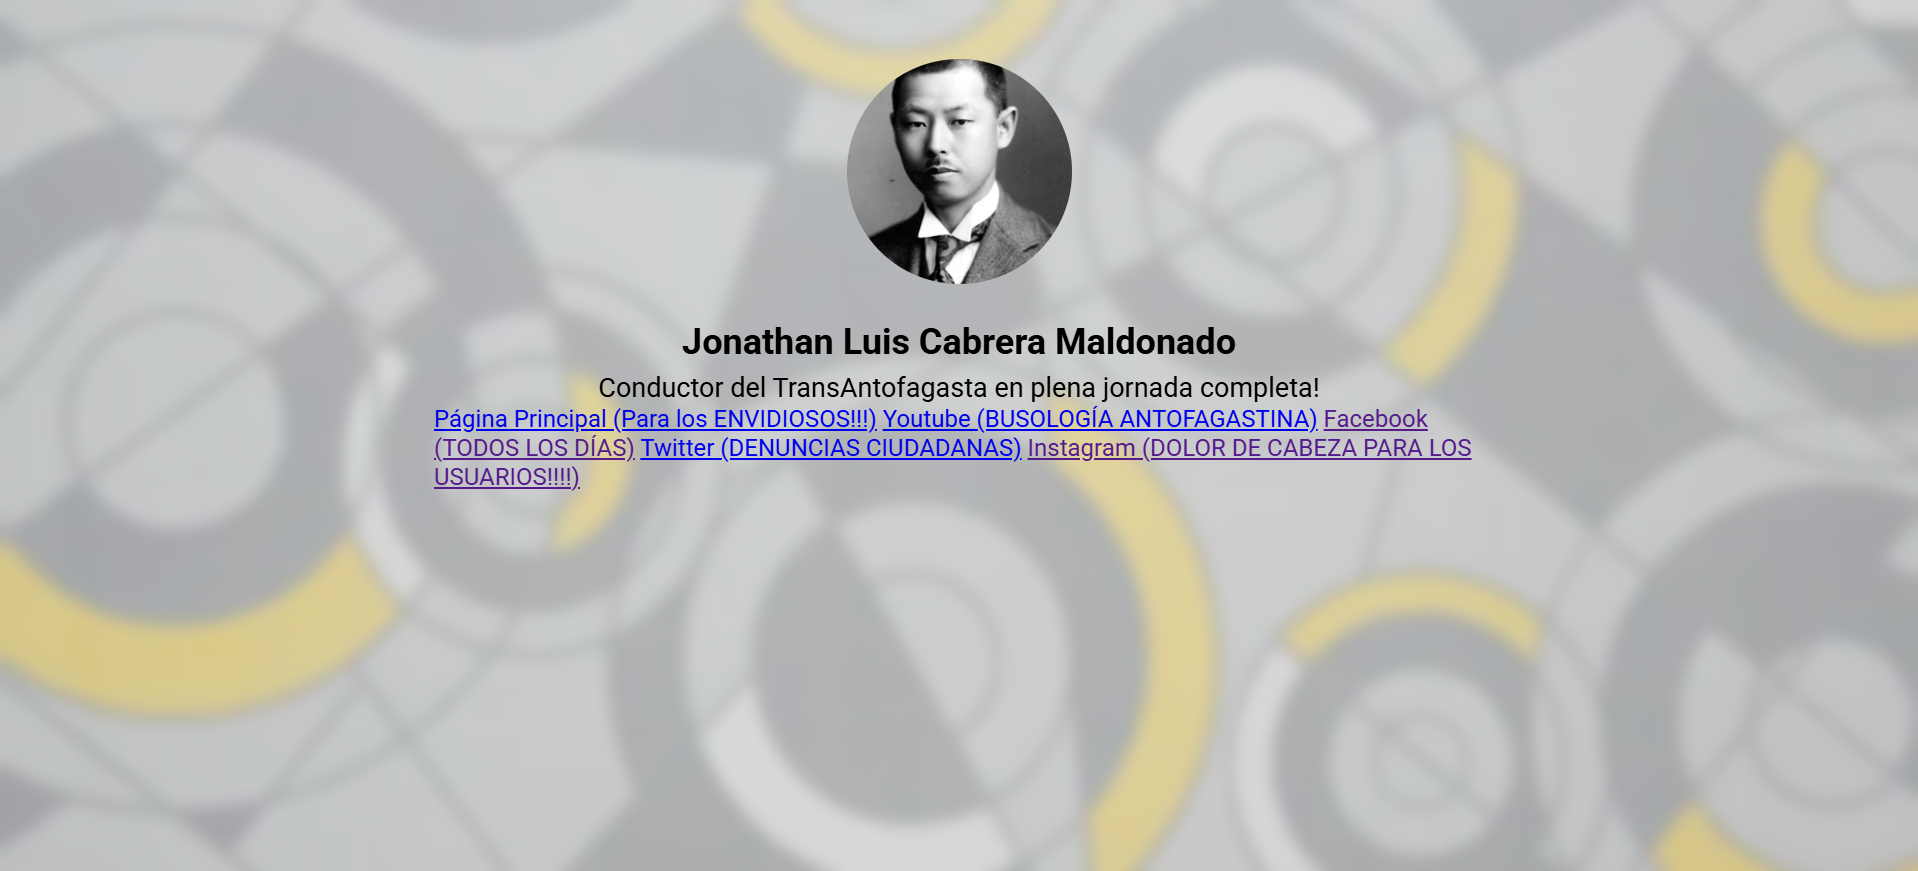 Jonathan Luis Cabrera Maldonado
Conductor del TransAntofagasta en plena jornada completa!
Página Principal (Para los ENVIDIOSOS!!!) Youtube (BUSOLOGÍA ANTOFAGASTINA) Facebook
(TODOS LOS DÍAS) Twitter (DENUNCIAS CIUDADANAS) Instagram (DOLOR DE CABEZA PARA LOS
USUARIOS!!!!)